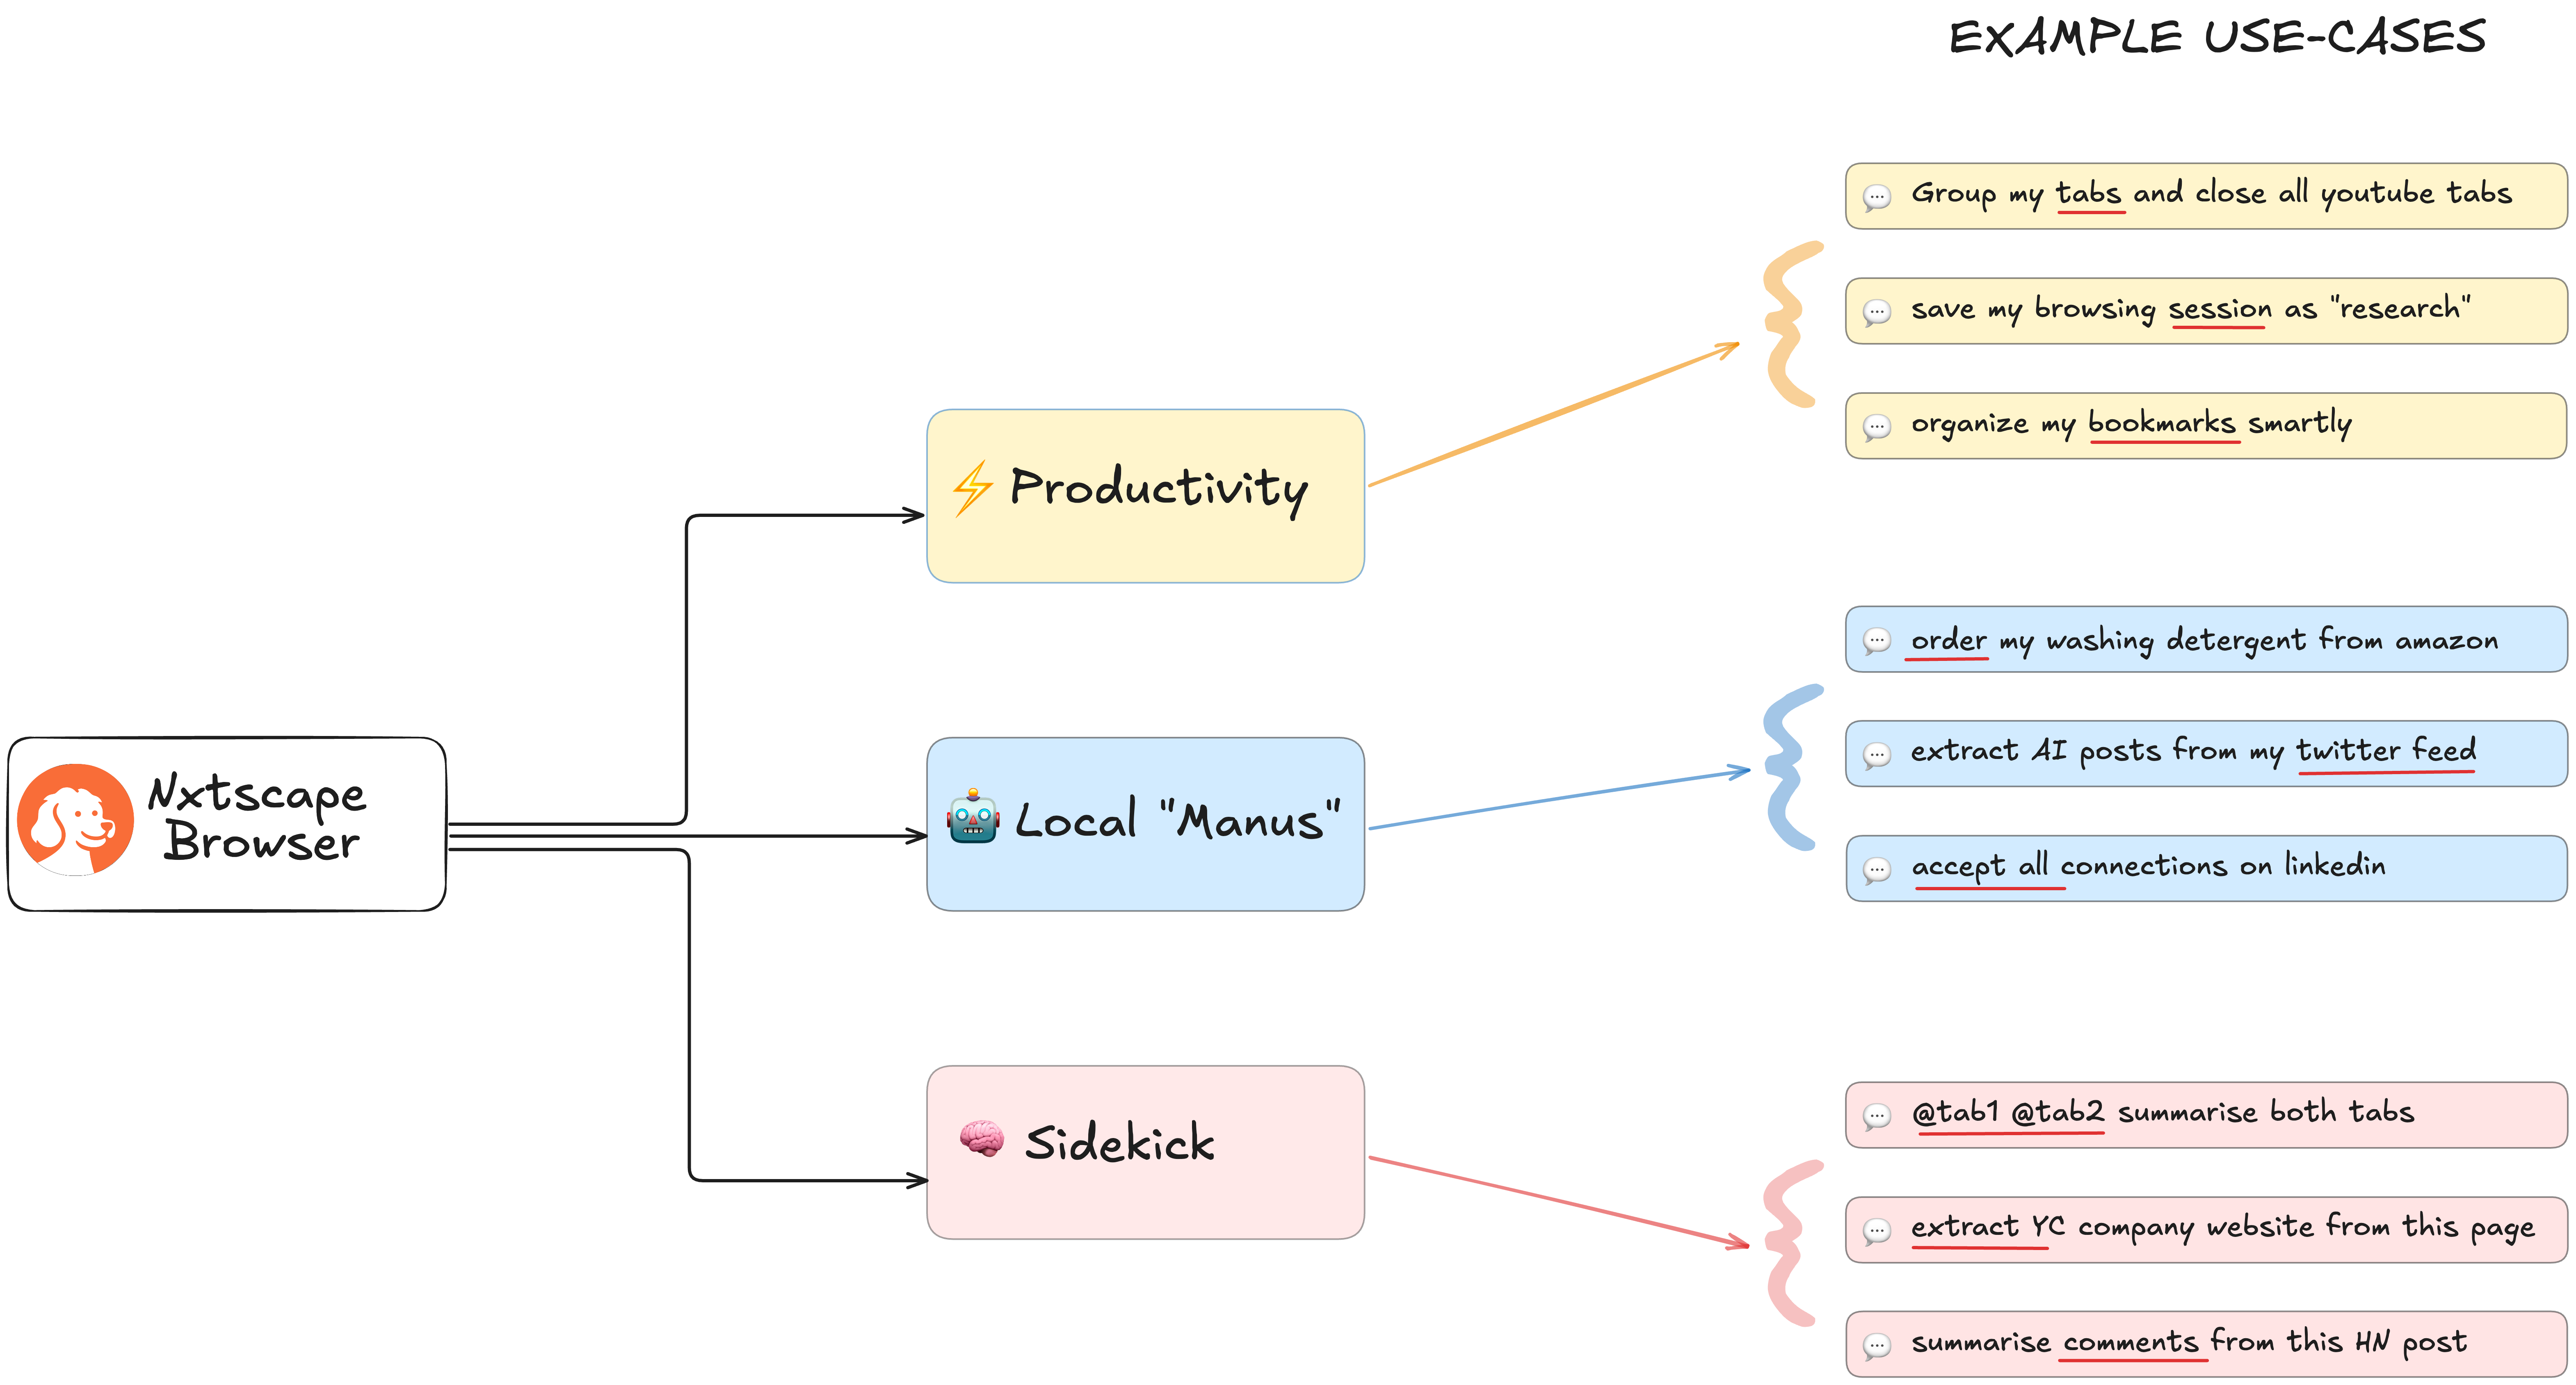 EXAMPLE USE-CASES
Group my tabs and close all youtube tabs
save my browsing session as "research"
organize my bookmarks smartly
Productivity
order my washing detergent from amazon
extract AI posts from my twitter feed
accept all connections on linkedin
Nxtscape
Browser
Local "Manus"
@tab1 @tab2 summarise both tabs
extract YC company website from this page
summarise comments from this HN post
Sidekick